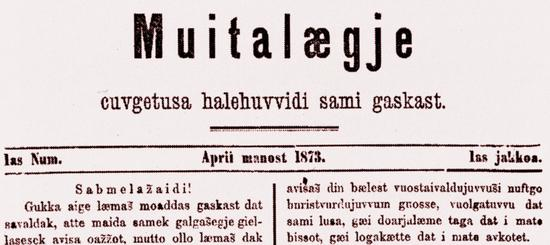 Muitalægje
cuvgetusa halehuvvidi sami gaskast.
1as Num. April manost 1873. 1as jakkoa.
Sabmelažaidi!
Gukka aige læmaš moaddas gaskast dat
savaldak, atte maida samek galgašegje giel-
lasesek avisa oažžot, mutto ollo læmaš dak
avisaš din bælest vuostaivaldujuvvuši nuftgo
buristvurdujuvvum guosse, vuolgatuvvu dat
sami lusa, gæi doarjalæme taga dat i mate
bissot, gæi logakætte dat i mate avkotet.